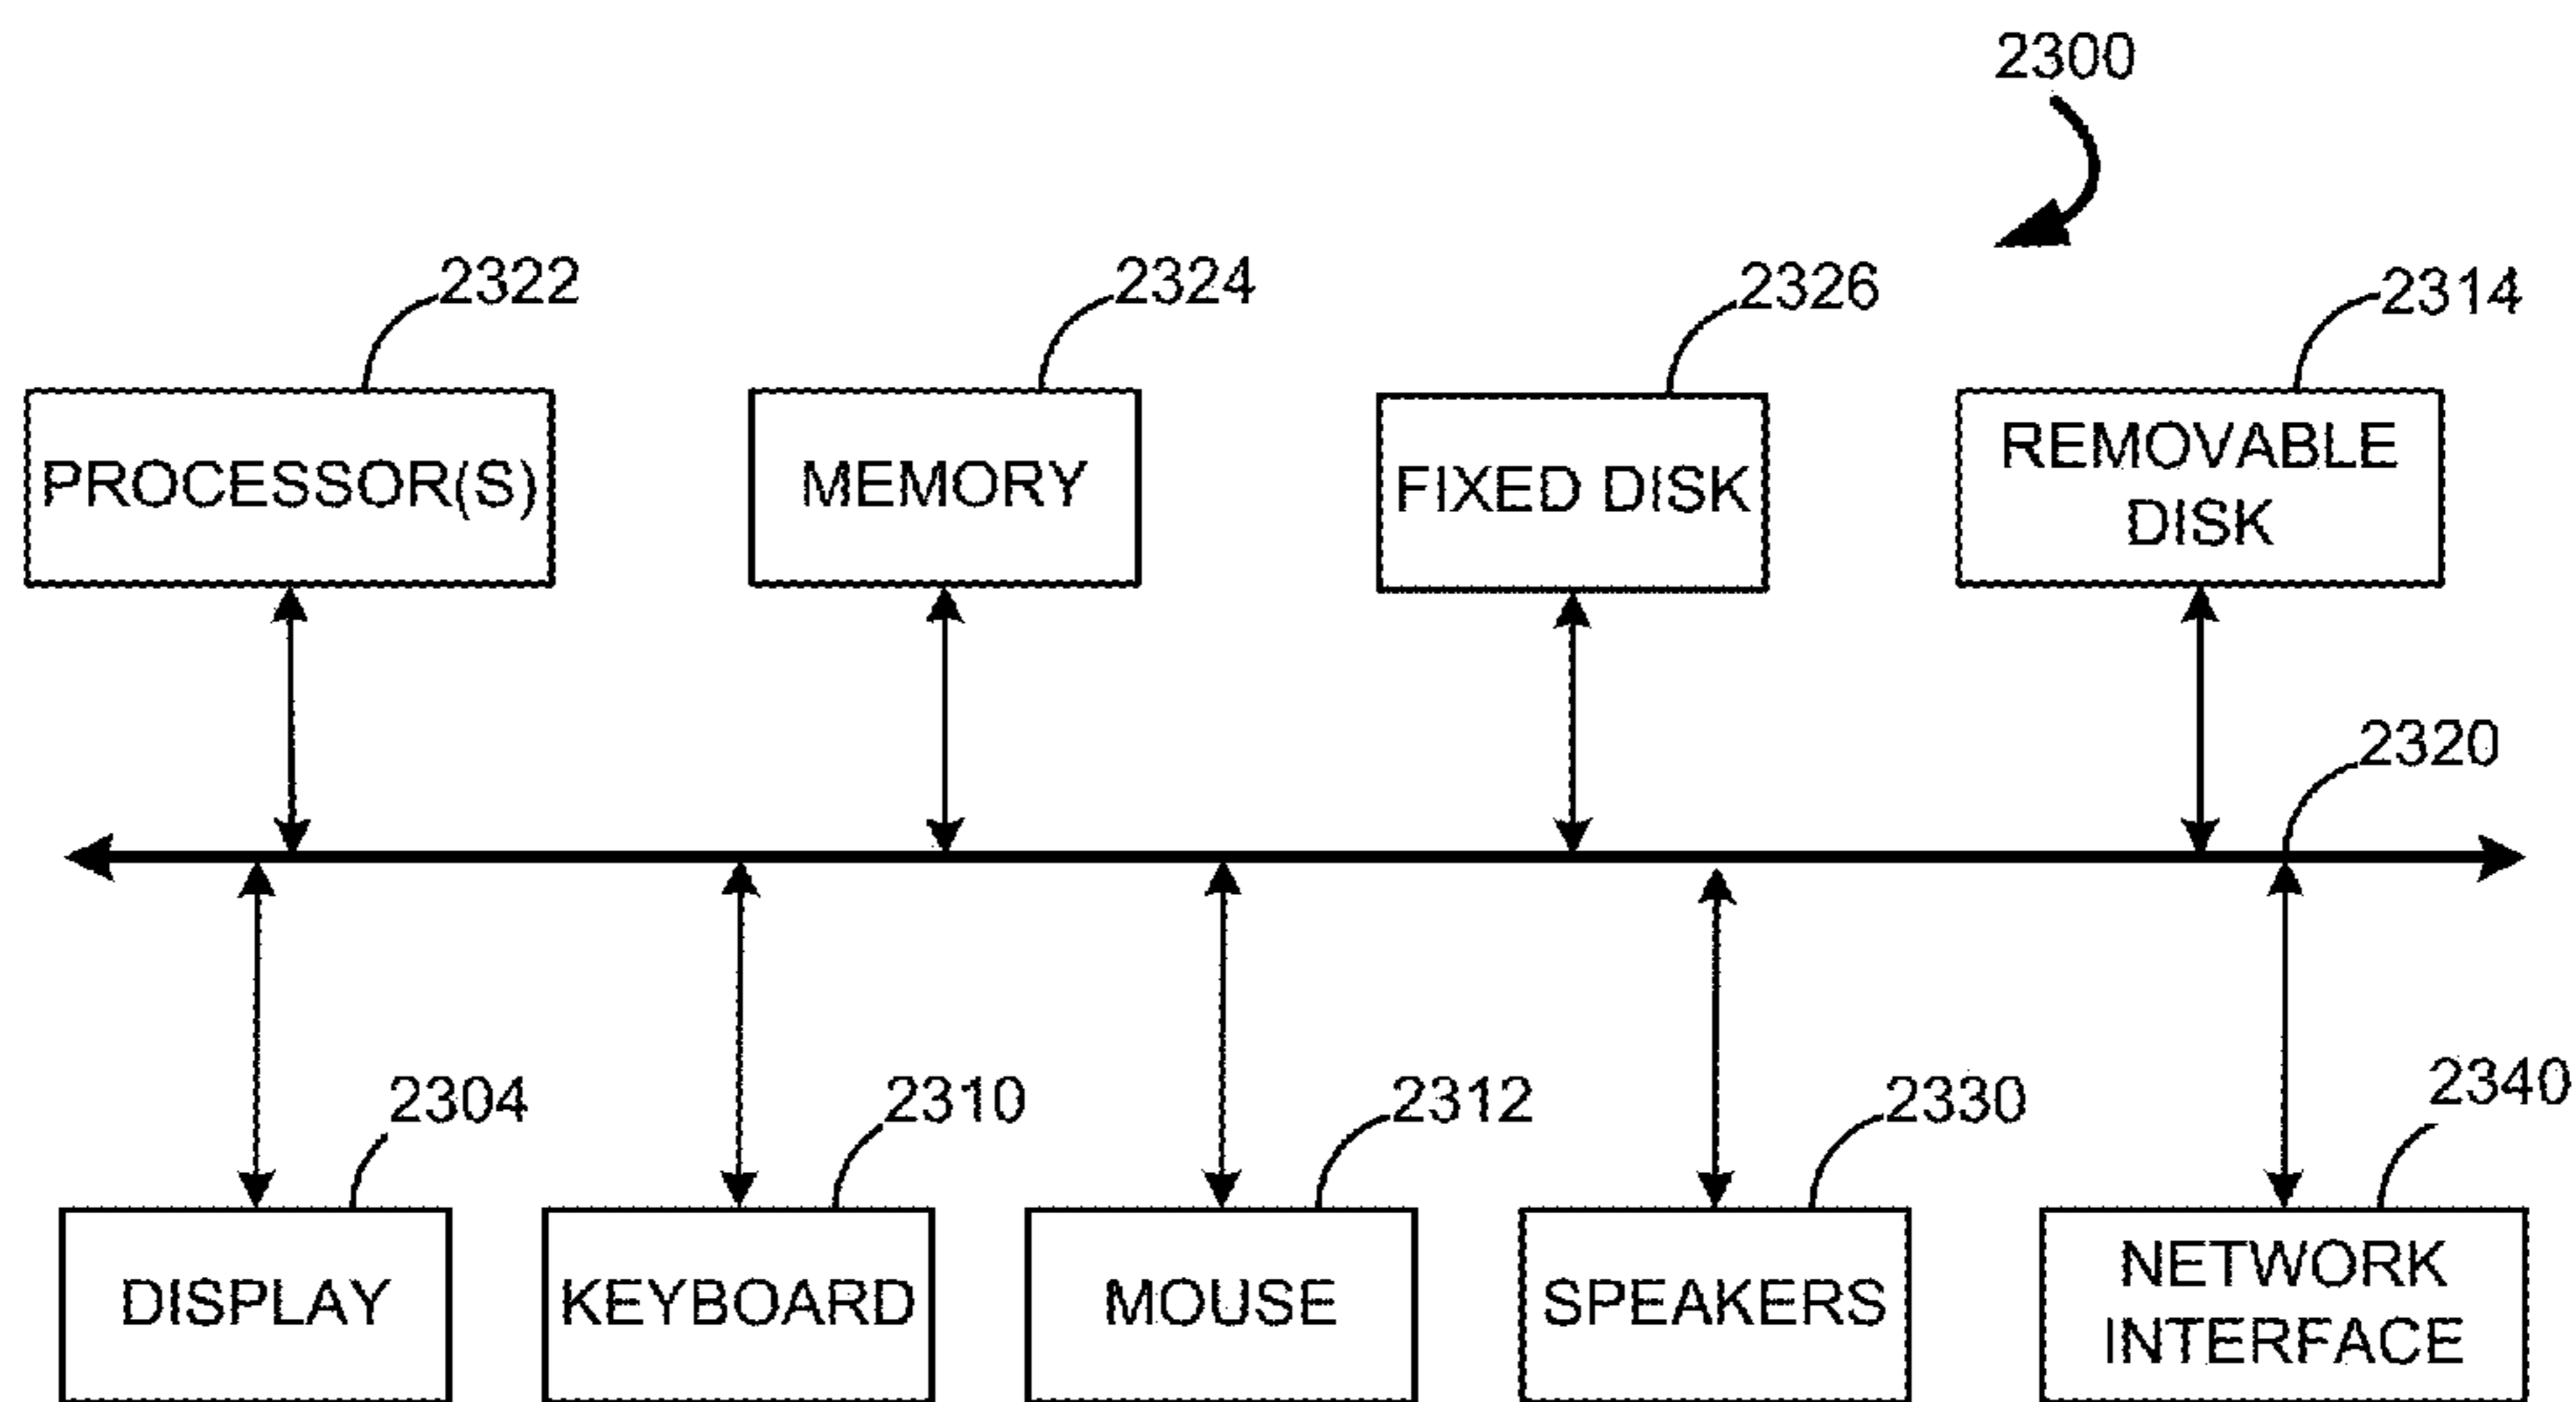 2300
2322
2324
2326
2314
PROCESSOR(S)
MEMORY
FIXED DISK
REMOVABLE
DISK
2320
2304
2310
2312
2330
2340
DISPLAY
KEYBOARD
MOUSE
SPEAKERS
NETWORK
INTERFACE